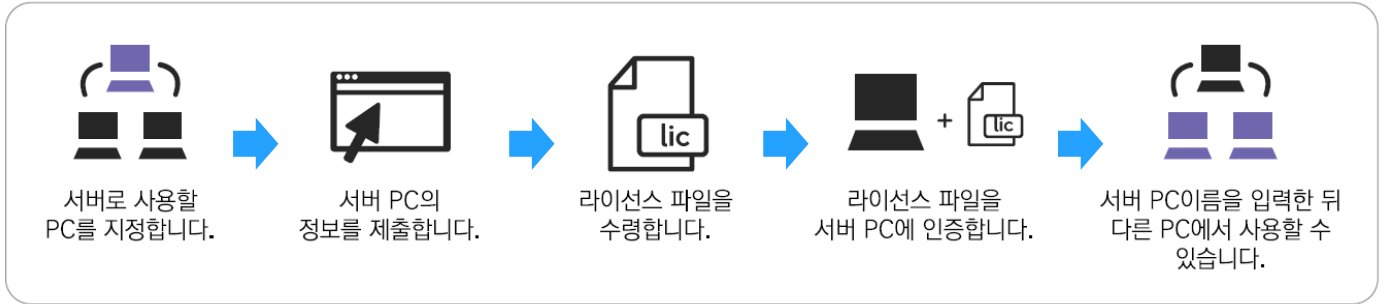 lic
+
lic
서버로 사용할
PC를 지정합니다.
서버 PC의
정보를 제출합니다.
라이선스 파일을
수령합니다.
라이선스 파일을
서버 PC에 인증합니다.
서버 PC이름을 입력한 뒤
다른 PC에서 사용할 수
있습니다.